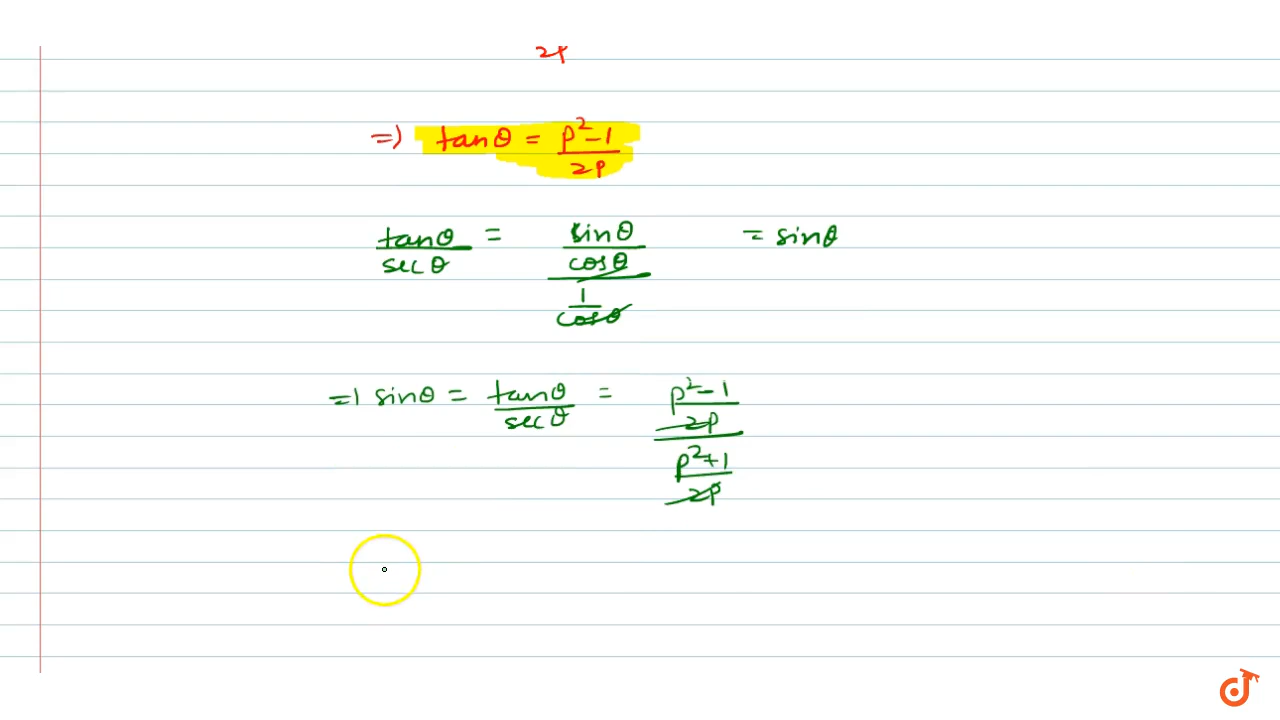 2p
=) tanθ = p²-1 / 2p
tanθ / secθ = sinθ / cosθ / 1 / cosθ = sinθ
=) sinθ = tanθ / secθ = p²-1 / 2p / p²+1 / 2p